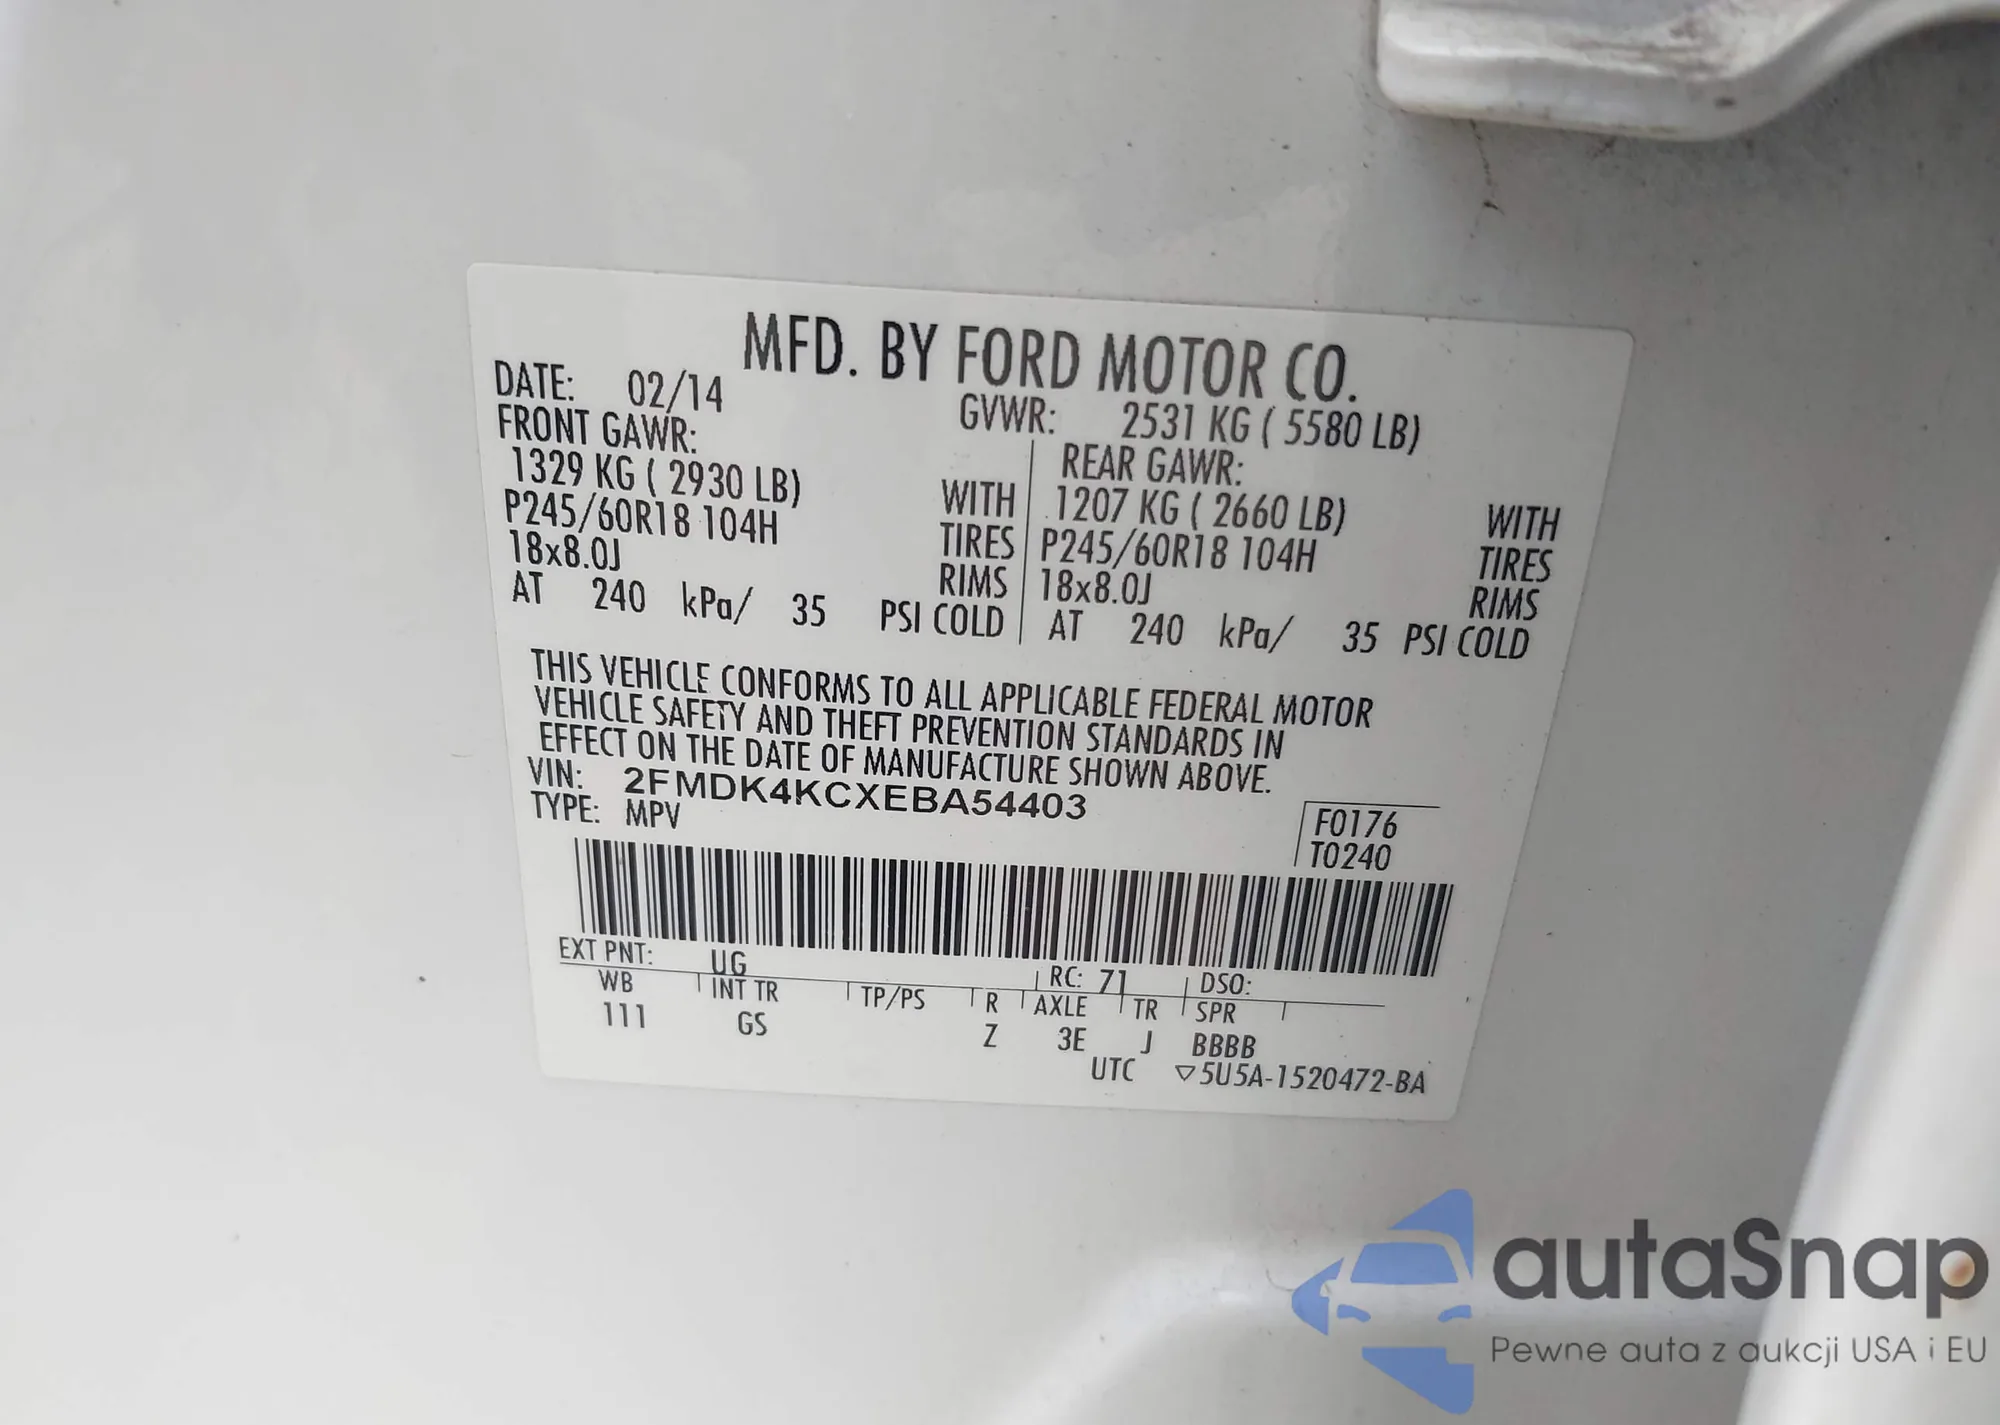 MFD. BY FORD MOTOR CO.
DATE: 02/14
GVWR: 2531 KG ( 5580 LB)
FRONT GAWR:
REAR GAWR:
1329 KG ( 2930 LB) WITH
1207 KG ( 2660 LB) WITH
P245/60R18 104H TIRES
P245/60R18 104H TIRES
18x8.0J RIMS
18x8.0J RIMS
AT 240 kPa/ 35 PSI COLD
AT 240 kPa/ 35 PSI COLD
THIS VEHICLE CONFORMS TO ALL APPLICABLE FEDERAL MOTOR
VEHICLE SAFETY AND THEFT PREVENTION STANDARDS IN
EFFECT ON THE DATE OF MANUFACTURE SHOWN ABOVE.
VIN: 2FMDK4KCXEBA54403
TYPE: MPV
F0176
T0240
EXT PNT: UG RC: 71 DSO:
WB INT TR TP/PS R AXLE TR SPR
111 GS Z 3E J BBBB
UTC ▽5U5A-1520472-BA
autaSnap
Pewne auta z aukcji USA i EU